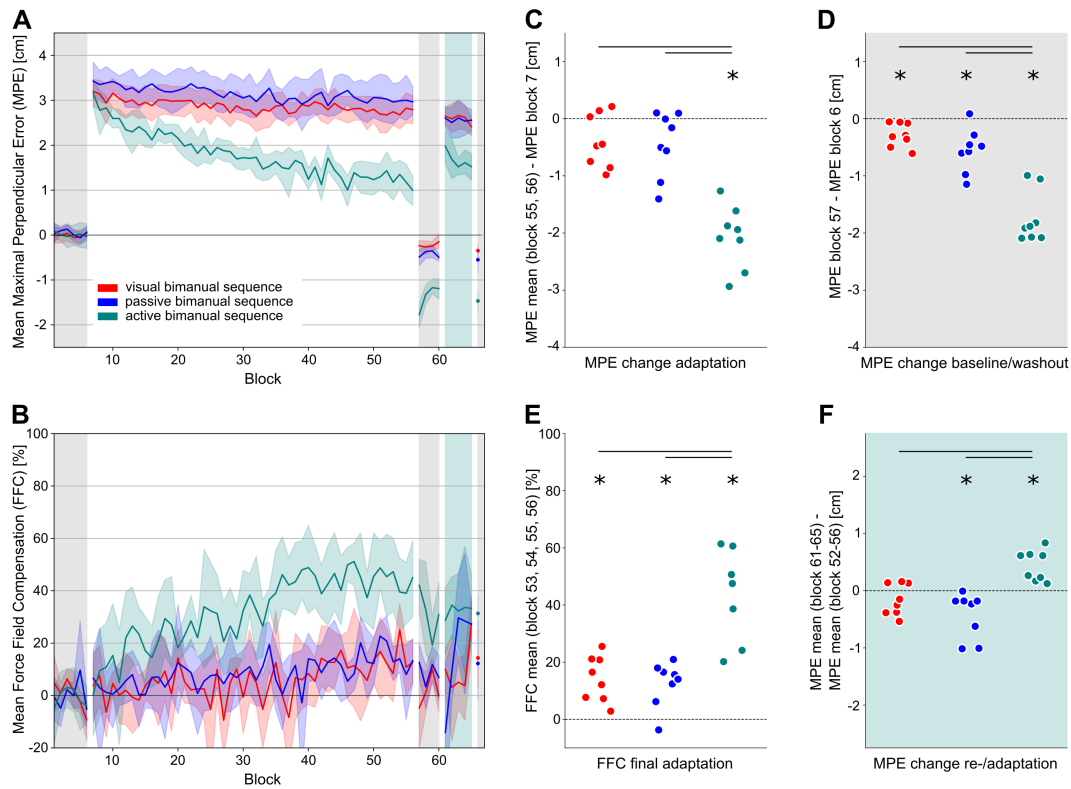 A
Mean Maximal Perpendicular Error (MPE) [cm]
4
3
2
1
0
-1
-2
visual bimanual sequence
passive bimanual sequence
active bimanual sequence
10
20
30
40
50
60
Block
C
MPE mean (block 55, 56) - MPE block 7 [cm]
1
0
-1
-2
-3
-4
*
MPE change adaptation
D
MPE block 57 - MPE block 6 [cm]
1
0
-1
-2
-3
-4
* * *
MPE change baseline/washout
B
Mean Force Field Compensation (FFC) [%]
100
80
60
40
20
0
-20
10
20
30
40
50
60
Block
E
FFC mean (block 53, 54, 55, 56) [%]
100
80
60
40
20
0
* * *
FFC final adaptation
F
MPE mean (block 61-65) -
MPE mean (block 52-56) [cm]
2
1
0
-1
-2
* *
MPE change re-/adaptation